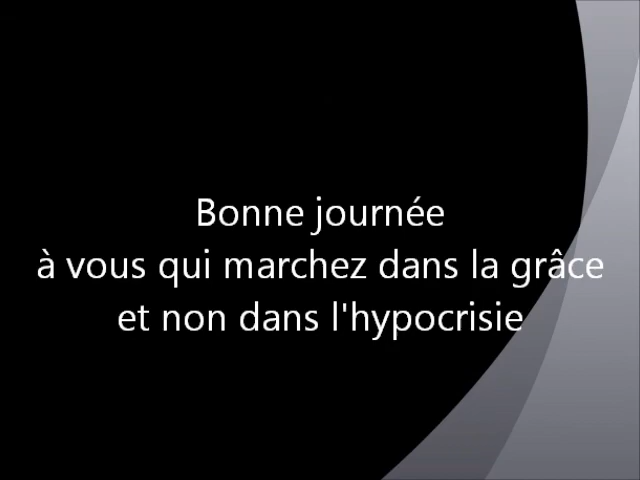 Bonne journée
à vous qui marchez dans la grâce
et non dans l'hypocrisie